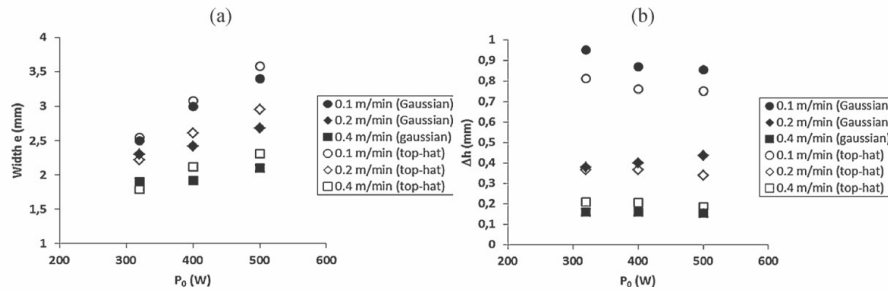 (a)
4
3,5
3
2,5
2
1,5
1
Width e (mm)
200 300 400 500 600
P0 (W)
0.1 m/min (Gaussian)
0.2 m/min (Gaussian)
0.4 m/min (gaussian)
0.1 m/min (top-hat)
0.2 m/min (top-hat)
0.4 m/min (top-hat)
(b)
1
0,9
0,8
0,7
0,6
0,5
0,4
0,3
0,2
0,1
0
Δh (mm)
200 300 400 500 600
P0 (W)
0.1 m/min (Gaussian)
0.2 m/min (Gaussian)
0.4 m/min (gaussian)
0.1 m/min (top-hat)
0.2 m/min (top-hat)
0.4 m/min (top-hat)